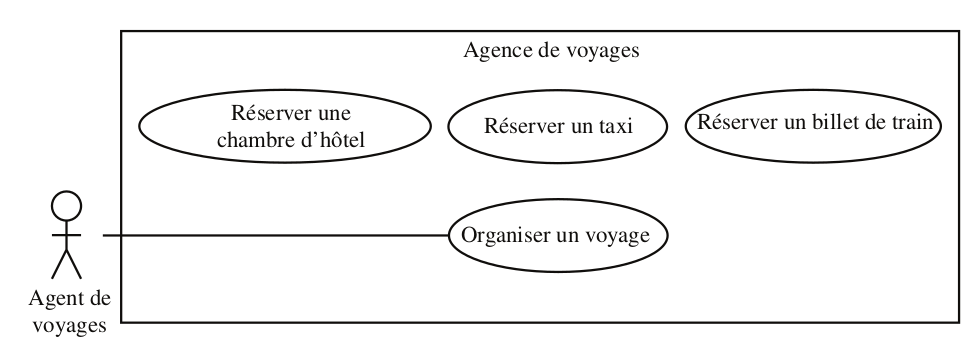 Agence de voyages
Réserver une
chambre d’hôtel
Réserver un taxi
Réserver un billet de train
Organiser un voyage
Agent de
voyages